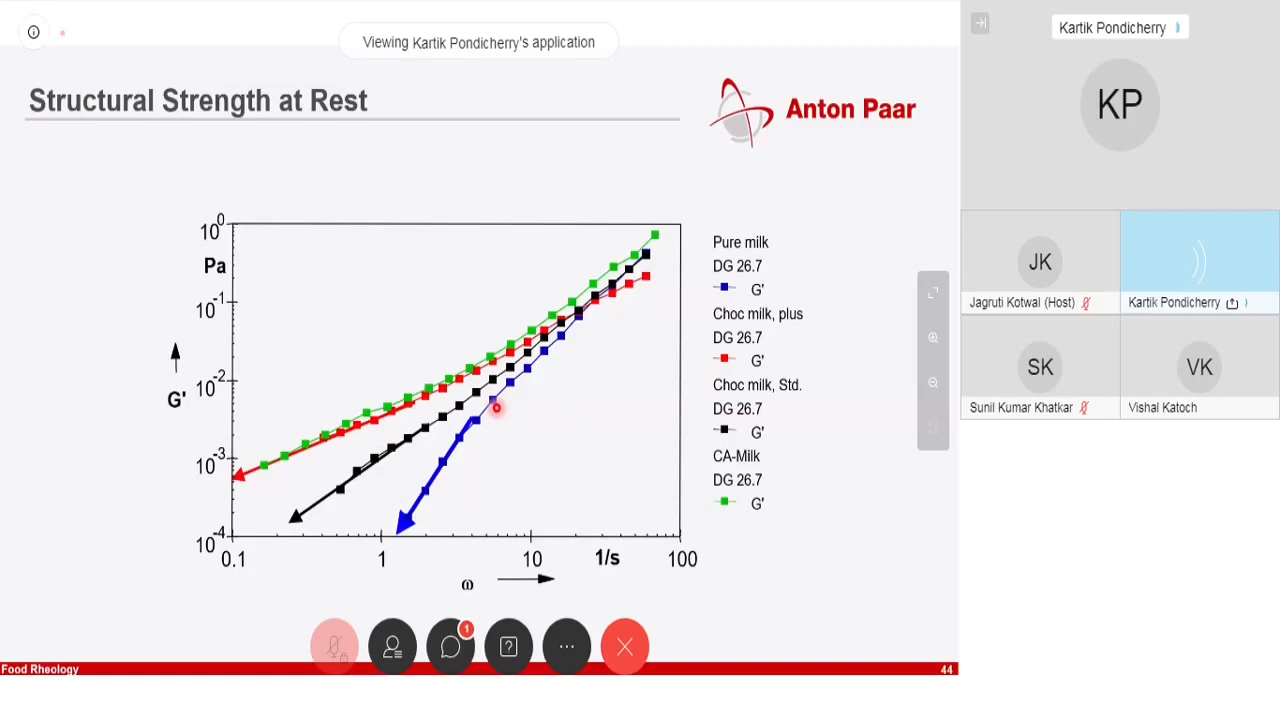 Viewing Kartik Pondicherry's application
Structural Strength at Rest
Anton Paar
10^0
Pa
10^-1
10^-2
G'
10^-3
10^-4
0.1
1
10
1/s
100
ω
Pure milk
DG 26.7
G'
Choc milk, plus
DG 26.7
G'
Choc milk, Std.
DG 26.7
G'
CA-Milk
DG 26.7
G'
1
?
Food Rheology
44
Kartik Pondicherry
KP
JK
Jagruti Kotwal (Host)
Kartik Pondicherry
SK
Sunil Kumar Khatkar
VK
Vishal Katoch